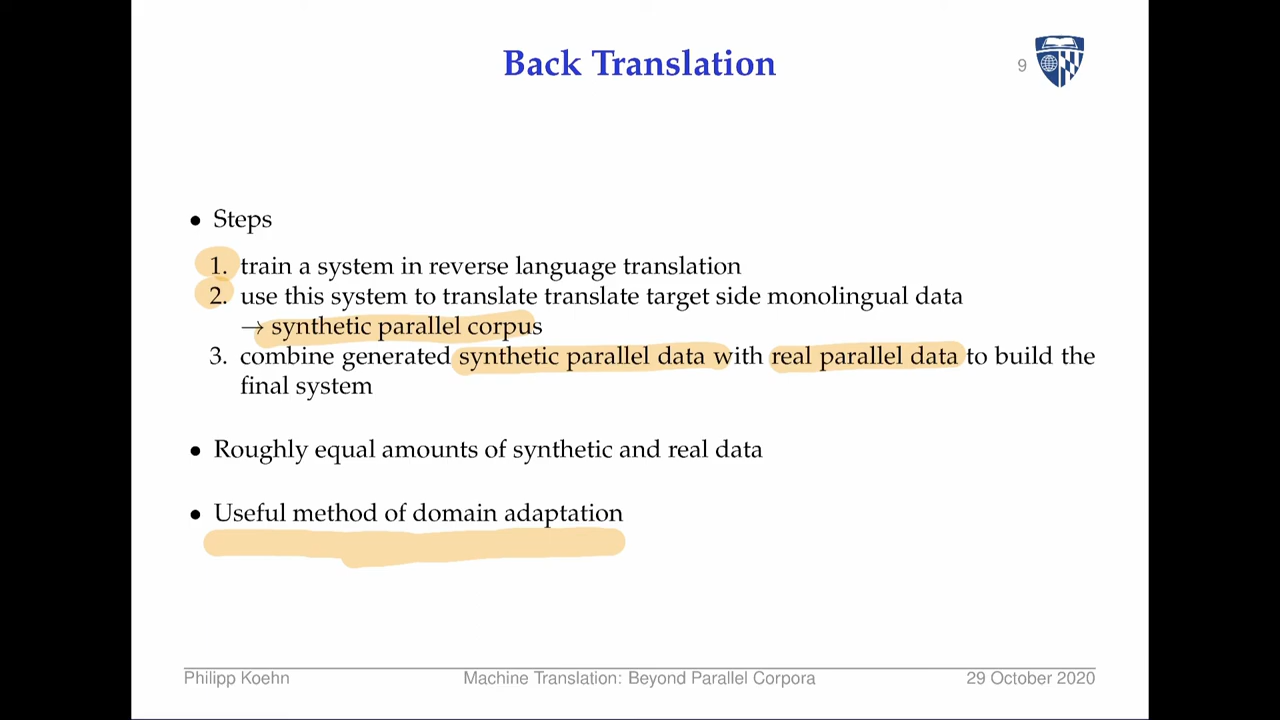 Back Translation
9
• Steps
1. train a system in reverse language translation
2. use this system to translate translate target side monolingual data
→ synthetic parallel corpus
3. combine generated synthetic parallel data with real parallel data to build the
final system
• Roughly equal amounts of synthetic and real data
• Useful method of domain adaptation
Philipp Koehn
Machine Translation: Beyond Parallel Corpora
29 October 2020